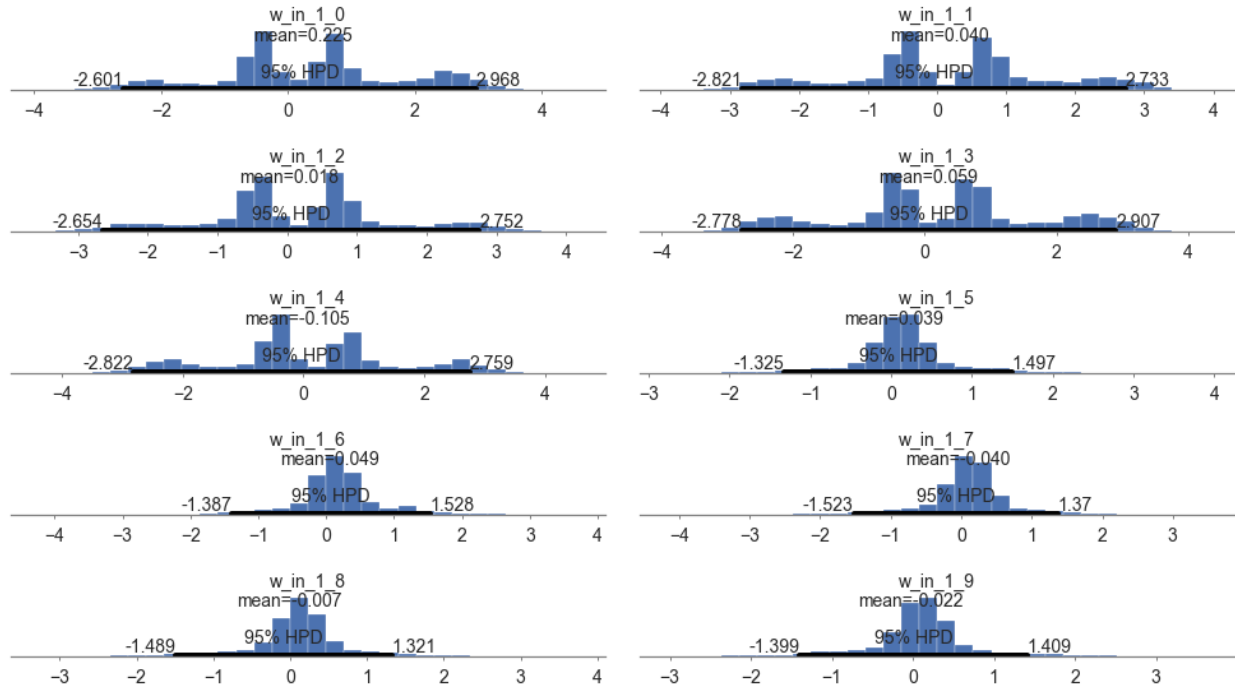 w_in_1_0
mean=0.225
95% HPD
-2.601 2.968
−4 −2 0 2 4
w_in_1_1
mean=0.040
95% HPD
-2.821 2.733
−4 −3 −2 −1 0 1 2 3 4
w_in_1_2
mean=0.018
95% HPD
-2.654 2.752
−3 −2 −1 0 1 2 3 4
w_in_1_3
mean=0.059
95% HPD
-2.778 2.907
−2 0 2 4
w_in_1_4
mean=-0.105
95% HPD
-2.822 2.759
−4 −2 0 2 4
w_in_1_5
mean=0.039
95% HPD
-1.325 1.497
−3 −2 −1 0 1 2 3 4
w_in_1_6
mean=0.049
95% HPD
-1.387 1.528
−4 −3 −2 −1 0 1 2 3 4
w_in_1_7
mean=-0.040
95% HPD
-1.523 1.37
−4 −3 −2 −1 0 1 2 3
w_in_1_8
mean=-0.007
95% HPD
-1.489 1.321
−3 −2 −1 0 1 2 3 4
w_in_1_9
mean=-0.022
95% HPD
-1.399 1.409
−3 −2 −1 0 1 2 3